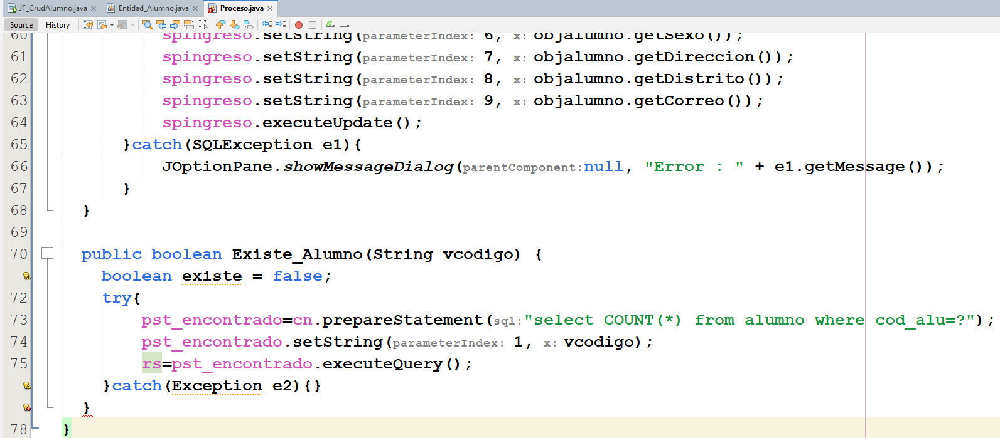 JF_CrudAlumno.java × Entidad_Alumno.java × Proceso.java ×
Source History
60 spingreso.setString(parameterIndex: 6, x: objalumno.getSexo());
61 spingreso.setString(parameterIndex: 7, x: objalumno.getDireccion());
62 spingreso.setString(parameterIndex: 8, x: objalumno.getDistrito());
63 spingreso.setString(parameterIndex: 9, x: objalumno.getCorreo());
64 spingreso.executeUpdate();
65 }catch(SQLException e1){
66 JOptionPane.showMessageDialog(parentComponent:null, "Error : " + e1.getMessage());
67 }
68 }
69
70 public boolean Existe_Alumno(String vcodigo) {
boolean existe = false;
72 try{
73 pst_encontrado=cn.prepareStatement(sql:"select COUNT(*) from alumno where cod_alu=?");
74 pst_encontrado.setString(parameterIndex: 1, x: vcodigo);
75 rs=pst_encontrado.executeQuery();
}catch(Exception e2){}
}
78 }